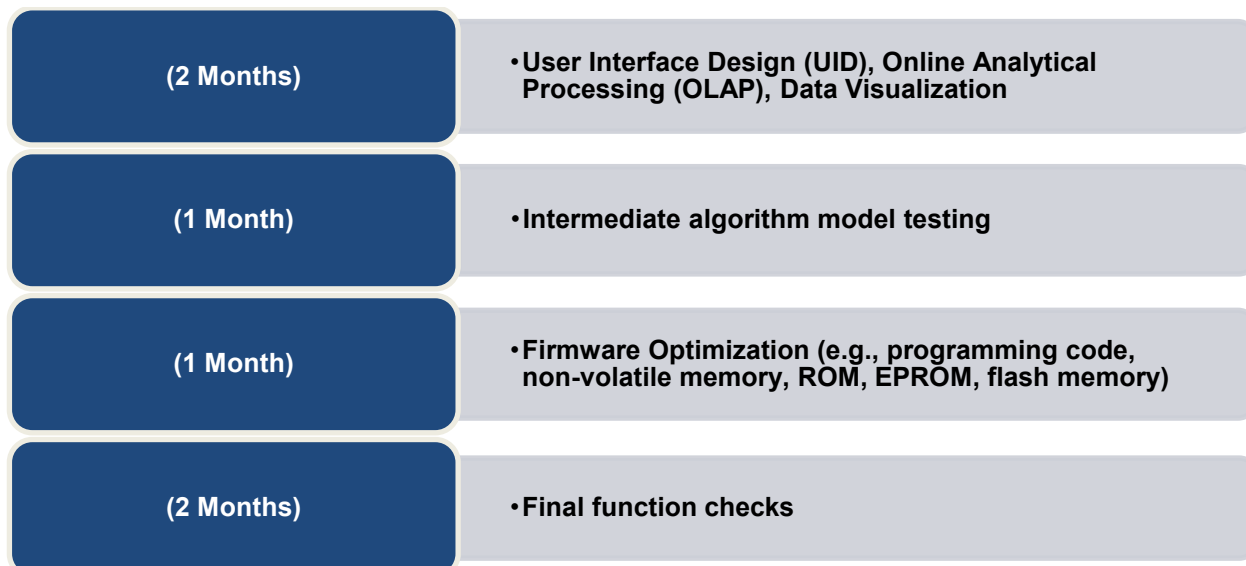 (2 Months)
•User Interface Design (UID), Online Analytical
Processing (OLAP), Data Visualization
(1 Month)
•Intermediate algorithm model testing
(1 Month)
•Firmware Optimization (e.g., programming code,
non-volatile memory, ROM, EPROM, flash memory)
(2 Months)
•Final function checks